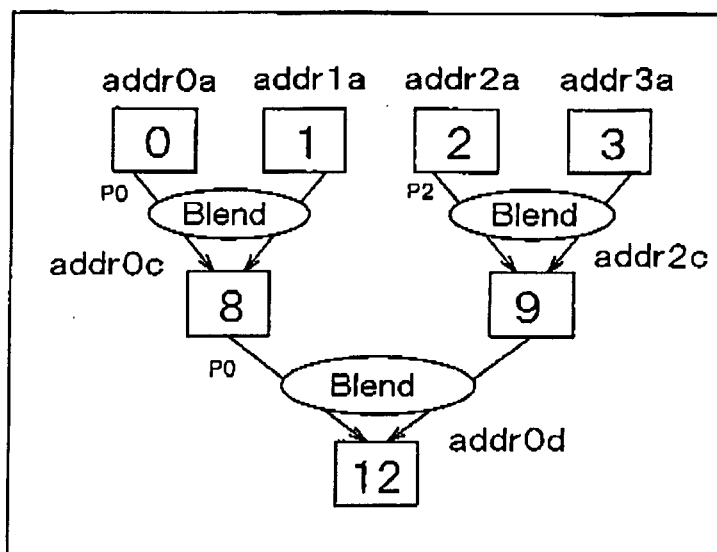 addr0a addr1a addr2a addr3a
0 1 2 3
P0 P2
Blend Blend
addr0c addr2c
8 9
P0
Blend
addr0d
12